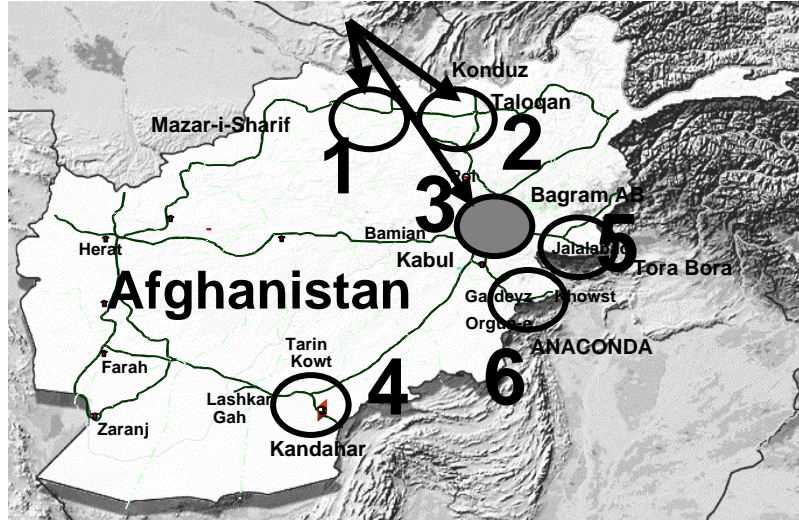 Konduz
Taloqan
Mazar-i-Sharif
1
2
3
Bagram AB
Bamian
5
Herat
Kabul
Tora Bora
Afghanistan
Khowst
Tarin
Kowt
ANACONDA
Farah
4
6
Lashkar
Gah
Zaranj
Kandahar